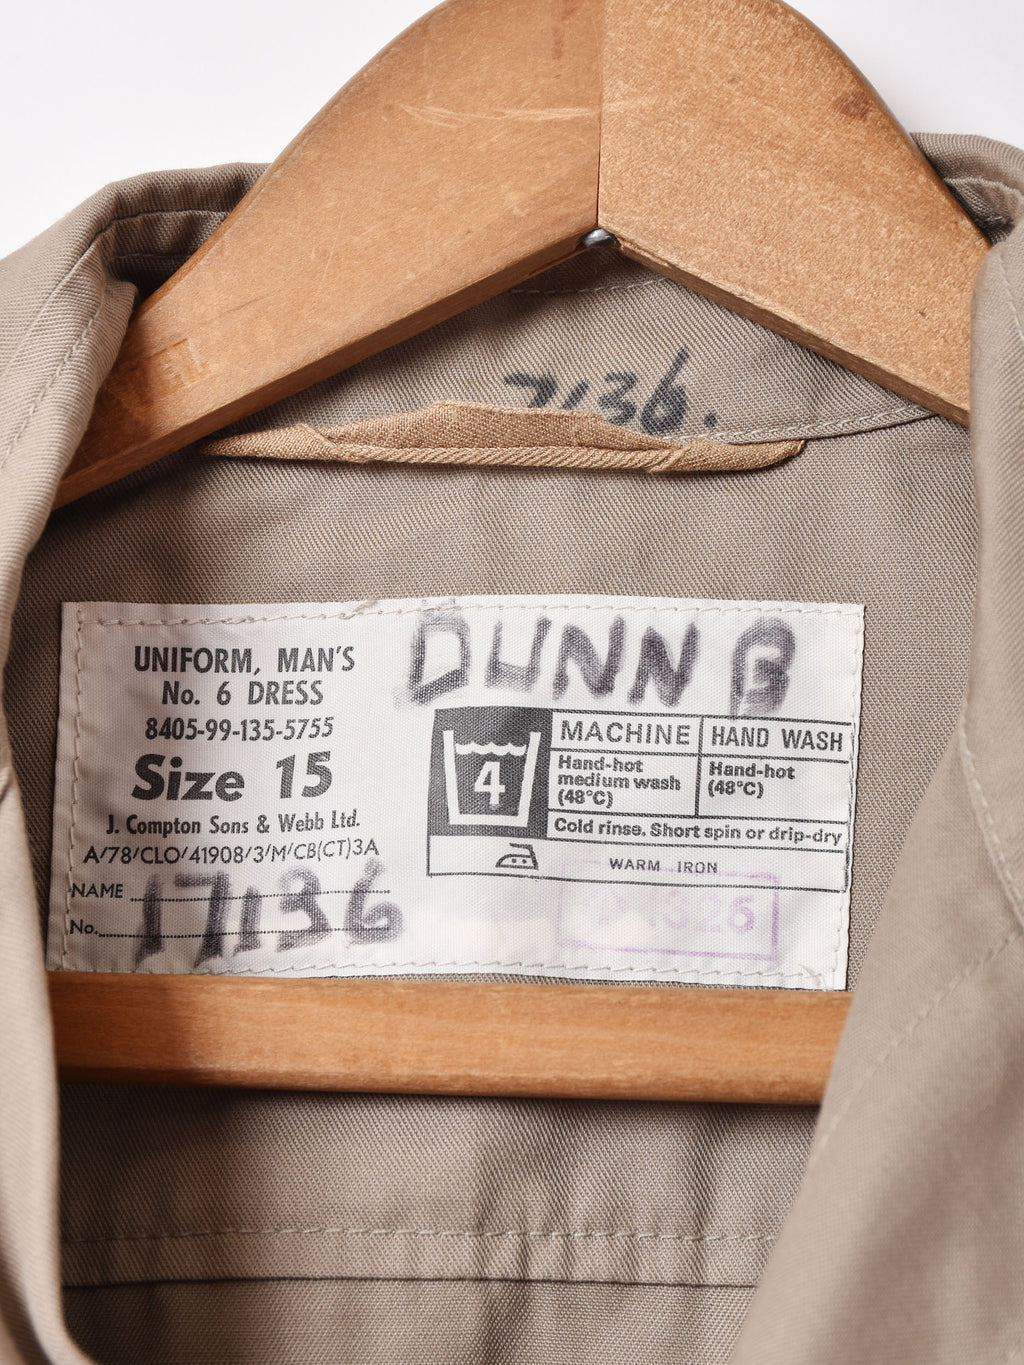 7136.
UNIFORM, MAN'S
No. 6 DRESS
8405-99-135-5755
Size 15
J. Compton Sons & Webb Ltd.
A/78/CLO/41908/3/M/CB(CT)3A
NAME
No.
17136
DUNN B
4
MACHINE
HAND WASH
Hand-hot
medium wash
(48°C)
Hand-hot
(48°C)
Cold rinse. Short spin or drip-dry
WARM IRON